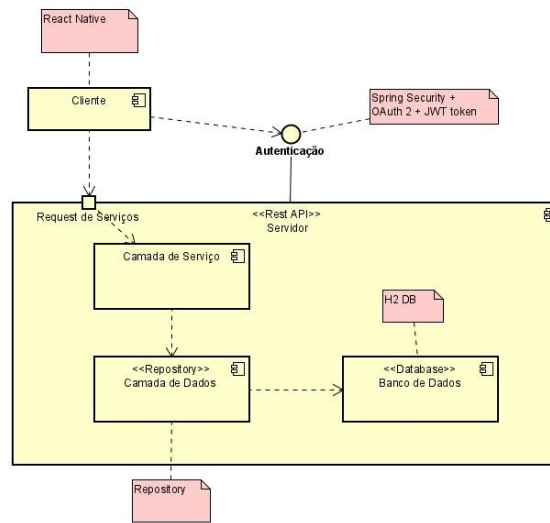 React Native
Cliente
Spring Security +
OAuth 2 + JWT token
Autenticação
Request de Serviços
<<Rest API>>
Servidor
Camada de Serviço
H2 DB
<<Repository>>
Camada de Dados
<<Database>>
Banco de Dados
Repository